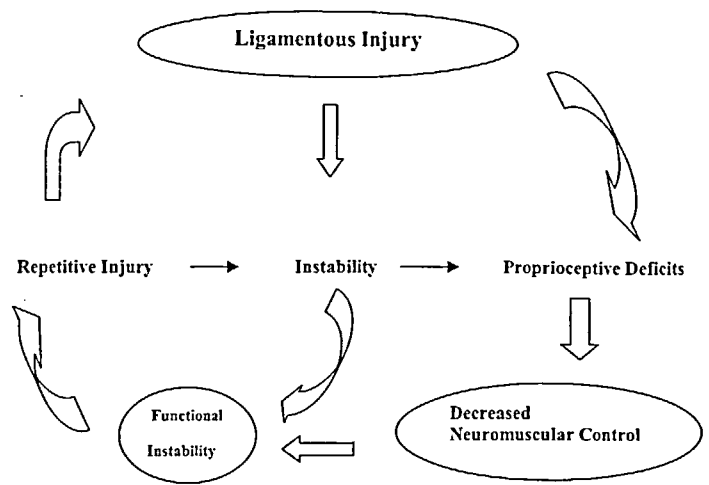 Ligamentous Injury
Repetitive Injury
Instability
Proprioceptive Deficits
Functional
Instability
Decreased
Neuromuscular Control